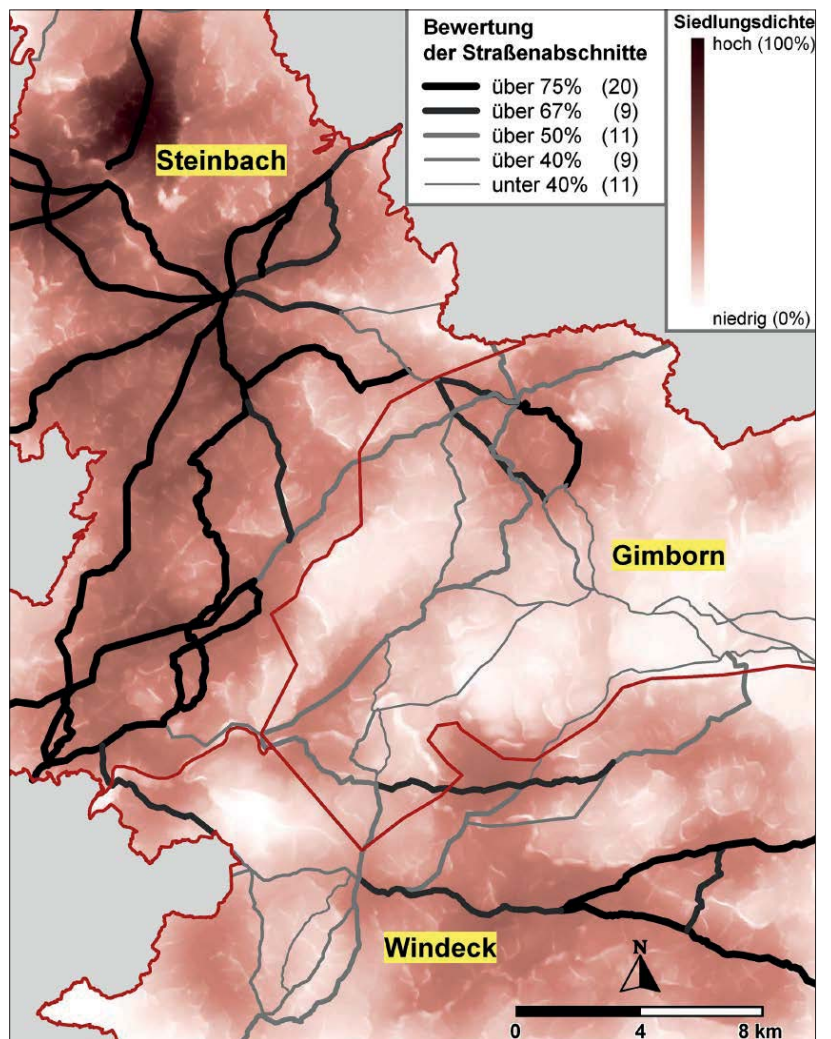 Bewertung
der Straßenabschnitte
über 75% (20)
über 67% (9)
über 50% (11)
über 40% (9)
unter 40% (11)
Siedlungsdichte
hoch (100%)
niedrig (0%)
Steinbach
Gimborn
Windeck
N
0 4 8 km